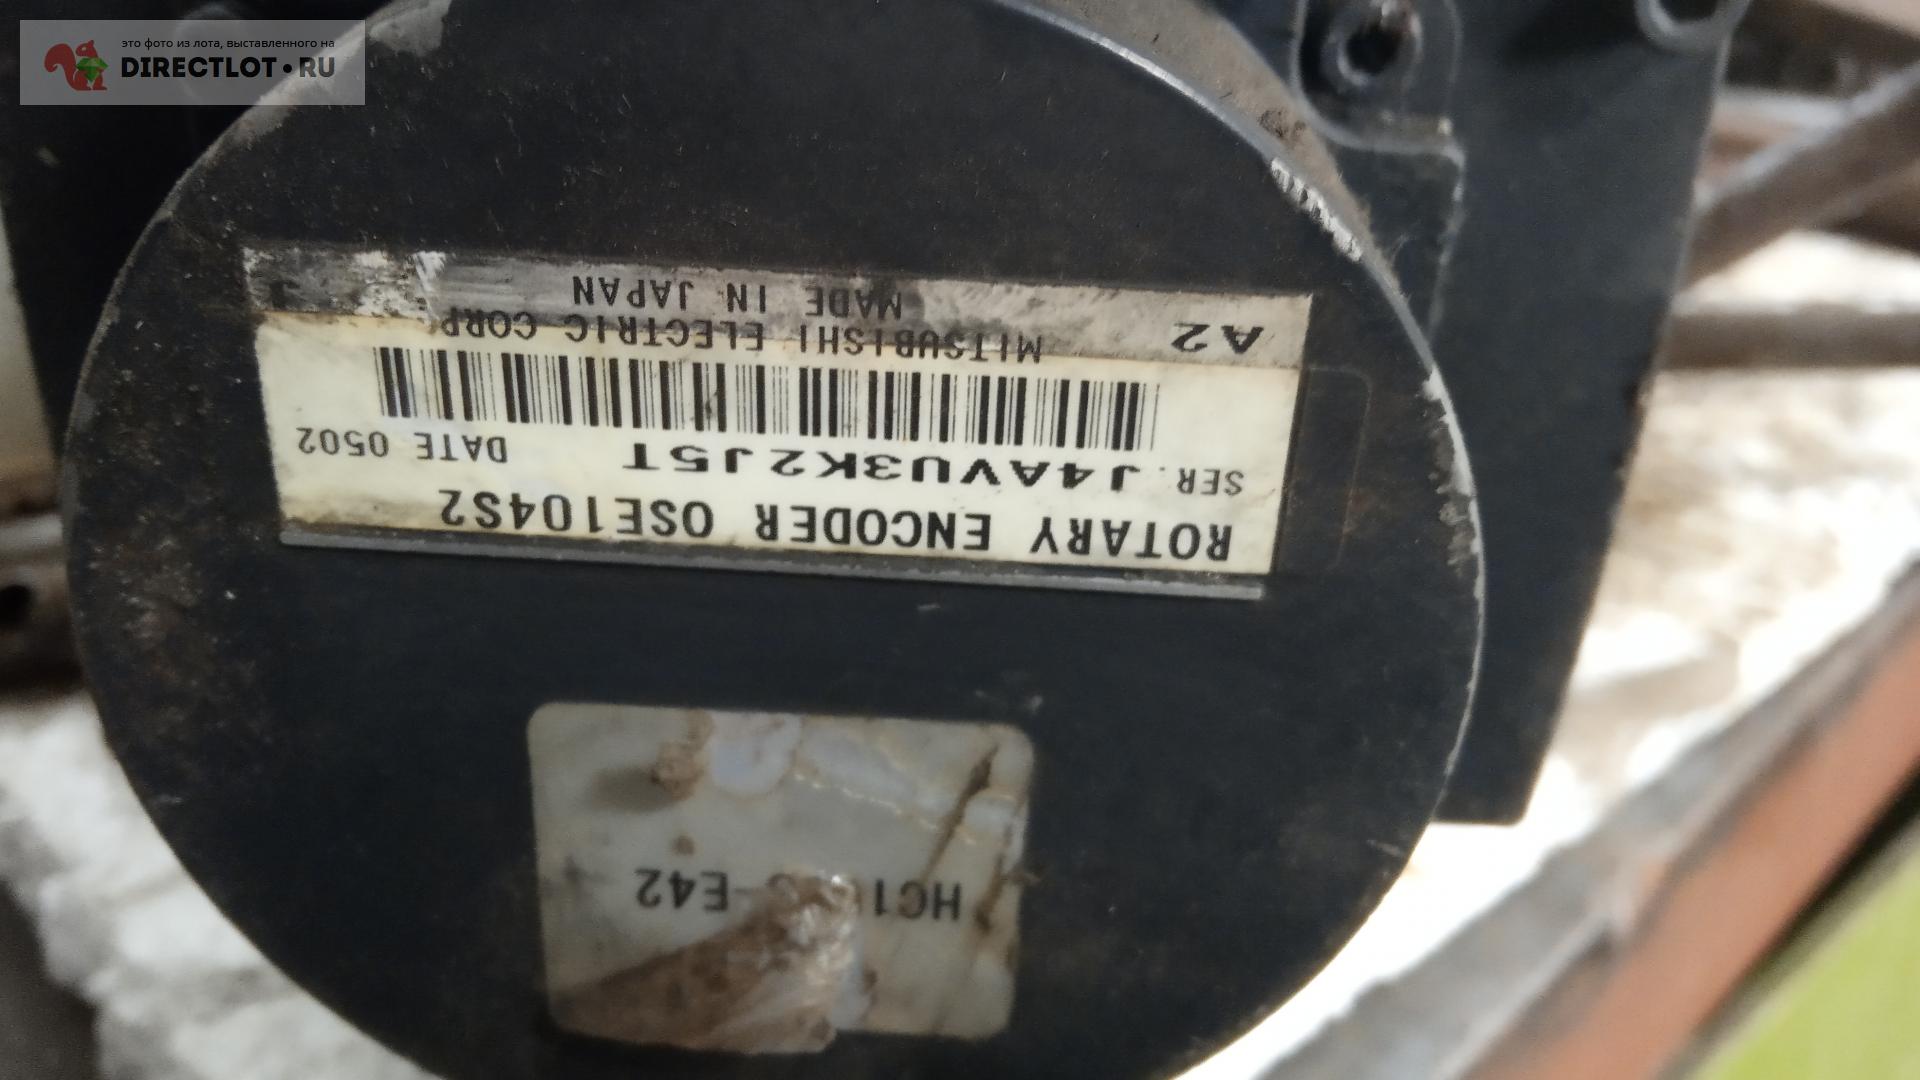 это фото из лота, выставленного на
DIRECTLOT•RU
ROTARY ENCODER OSE104S2
SER. J4AVU3K2J5T DATE 0502
MITSUBISHI ELECTRIC CORP.
A2 MADE IN JAPAN